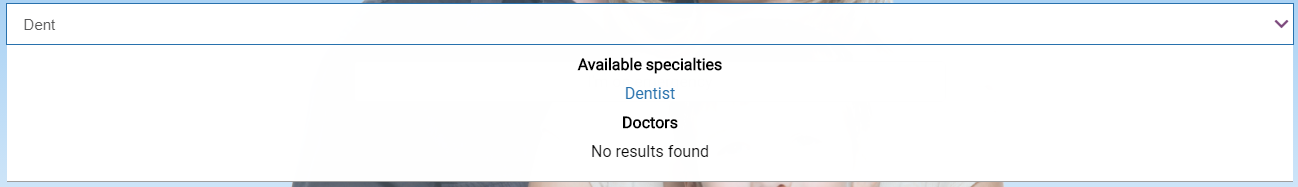 Dent
Available specialties
Dentist
Doctors
No results found